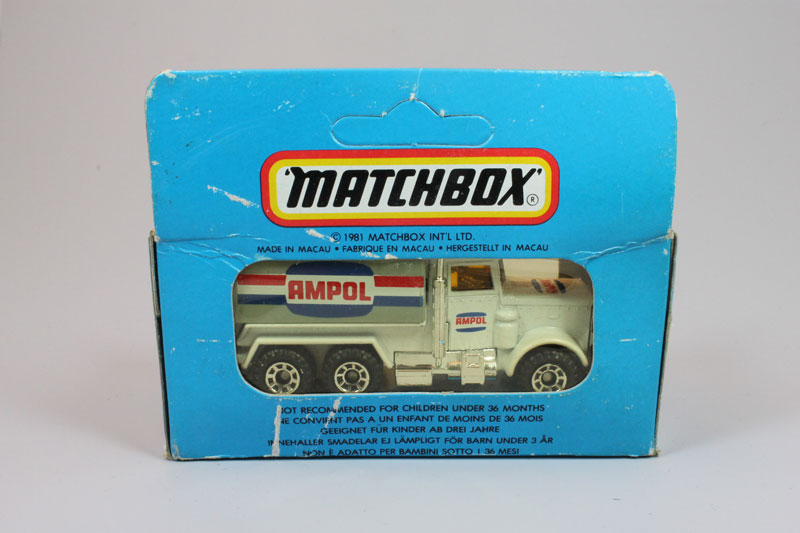 'MATCHBOX'®
© 1981 MATCHBOX INT'L LTD.
MADE IN MACAU • FABRIQUE EN MACAU • HERGESTELLT IN MACAU
AMPOL
AMPOL
NOT RECOMMENDED FOR CHILDREN UNDER 36 MONTHS
NE CONVIENT PAS A UN ENFANT DE MOINS DE 36 MOIS
GEEIGNET FÜR KINDER AB DREI JAHRE
INNEHALLER SMADELAR EJ LÄMPLIGT FÖR BARN UNDER 3 ÅR
NON È ADATTO PER BAMBINI SOTTO I 36 MESI